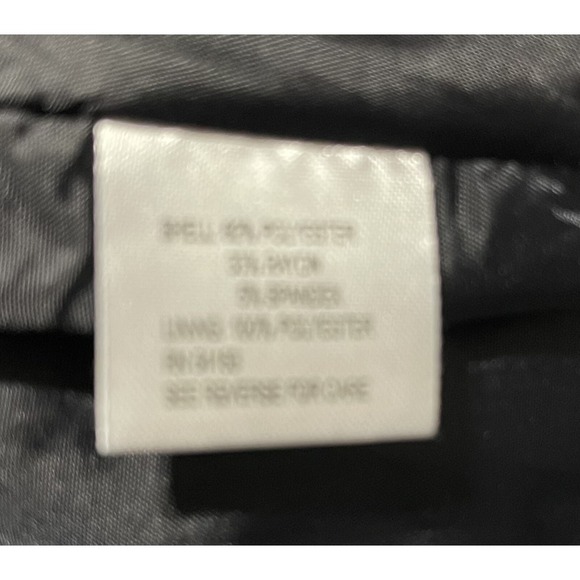 SHELL: % POLYESTER
% RAYON
% SPANDEX
LINING: 100% POLYESTER
RN
SEE REVERSE FOR CARE